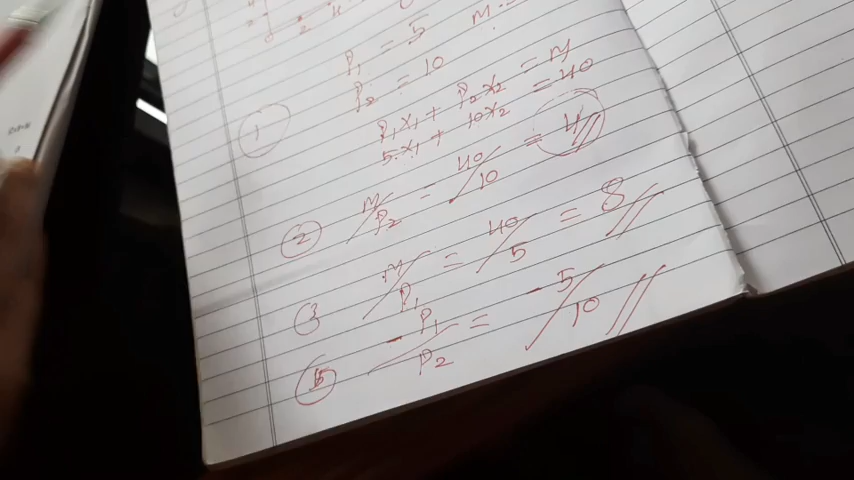 P₁ = 5
P₂ = 10 M
① P₁x₁ + P₂x₂ = M
5.x₁ + 10x₂ = 40
② M/P₂ = 40/10 = 4//
③ M/P₁ = 40/5 = 8//
-P₁/P₂ = -5/10 //